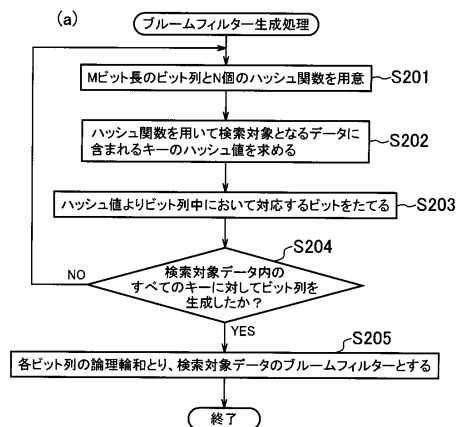 (a)
ブルームフィルター生成処理
Mビット長のビット列とN個のハッシュ関数を用意
S201
ハッシュ関数を用いて検索対象となるデータに
含まれるキーのハッシュ値を求める
S202
ハッシュ値よりビット列中において対応するビットをたてる
S203
S204
検索対象データ内の
すべてのキーに対してビット列を
生成したか？
NO
YES
S205
各ビット列の論理輪和とり、検索対象データのブルームフィルターとする
終了